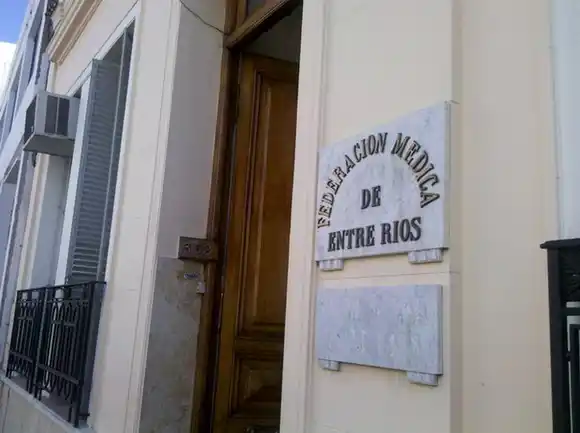 FEDERACION MEDICA
DE
ENTRE RIOS